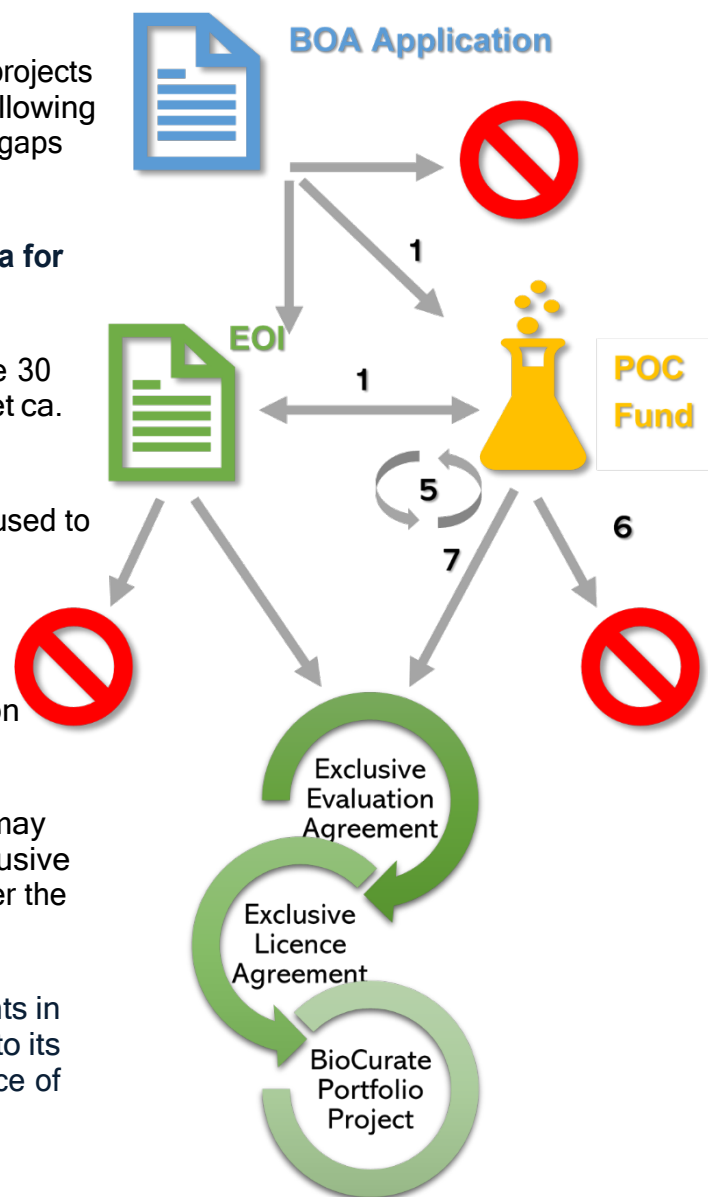 projects
llowing
gaps
a for
e 30
et ca.
used to
on
may
usive
er the
ts in
to its
ce of
BOA Application
1
EOI
1
POC
Fund
5
7
6
Exclusive
Evaluation
Agreement
Exclusive
Licence
Agreement
BioCurate
Portfolio
Project